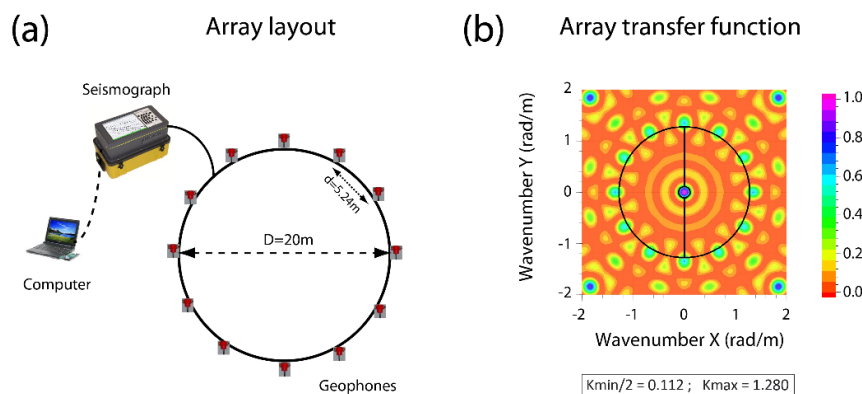 (a) Array layout
Seismograph
Computer
d=5.24m
D=20m
Geophones
(b) Array transfer function
Wavenumber Y (rad/m)
2
1
0
-1
-2
-2 -1 0 1 2
Wavenumber X (rad/m)
1.0
0.8
0.6
0.4
0.2
0.0
Kmin/2 = 0.112 ; Kmax = 1.280